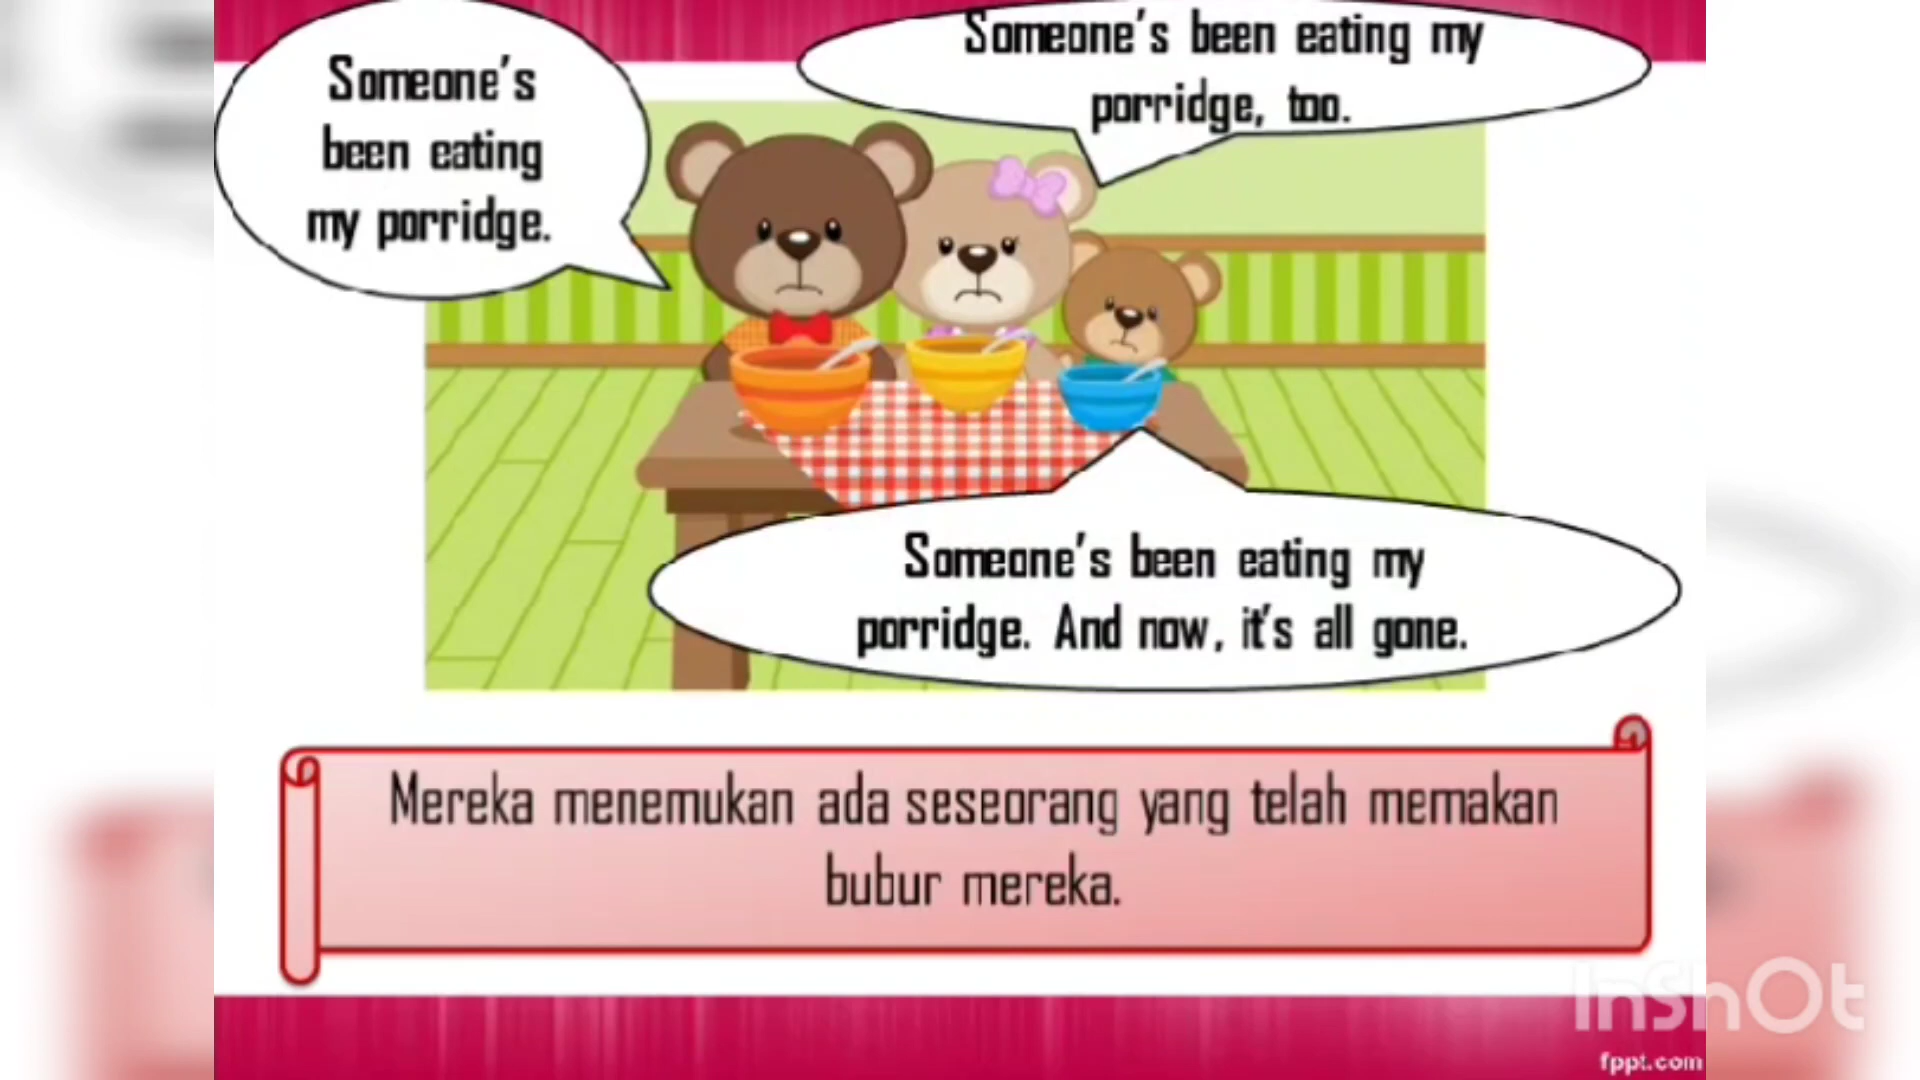 Someone's
been eating
my porridge.
Someone's been eating my
porridge, too.
Someone's been eating my
porridge. And now, it's all gone.
Mereka menemukan ada seseorang yang telah memakan
bubur mereka.
InShOt
fppt.com